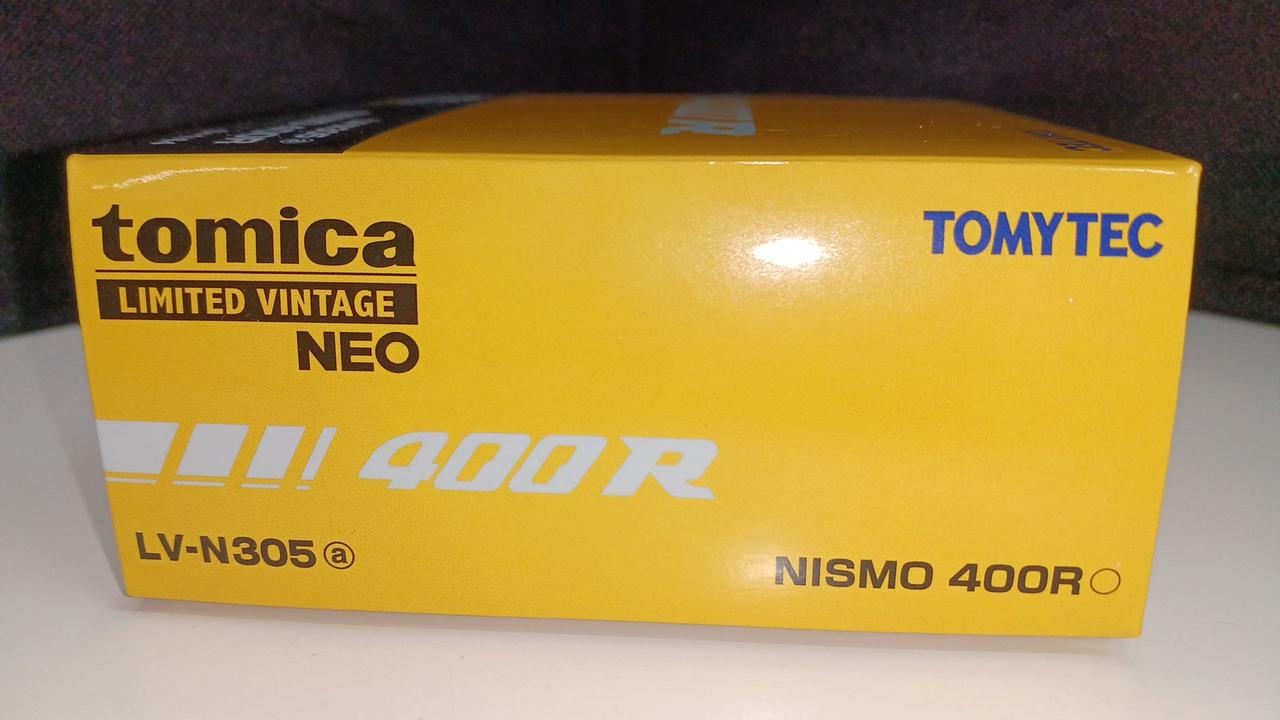 tomica
LIMITED VINTAGE
NEO
TOMYTEC
400R
LV-N305ⓐ
NISMO 400R○